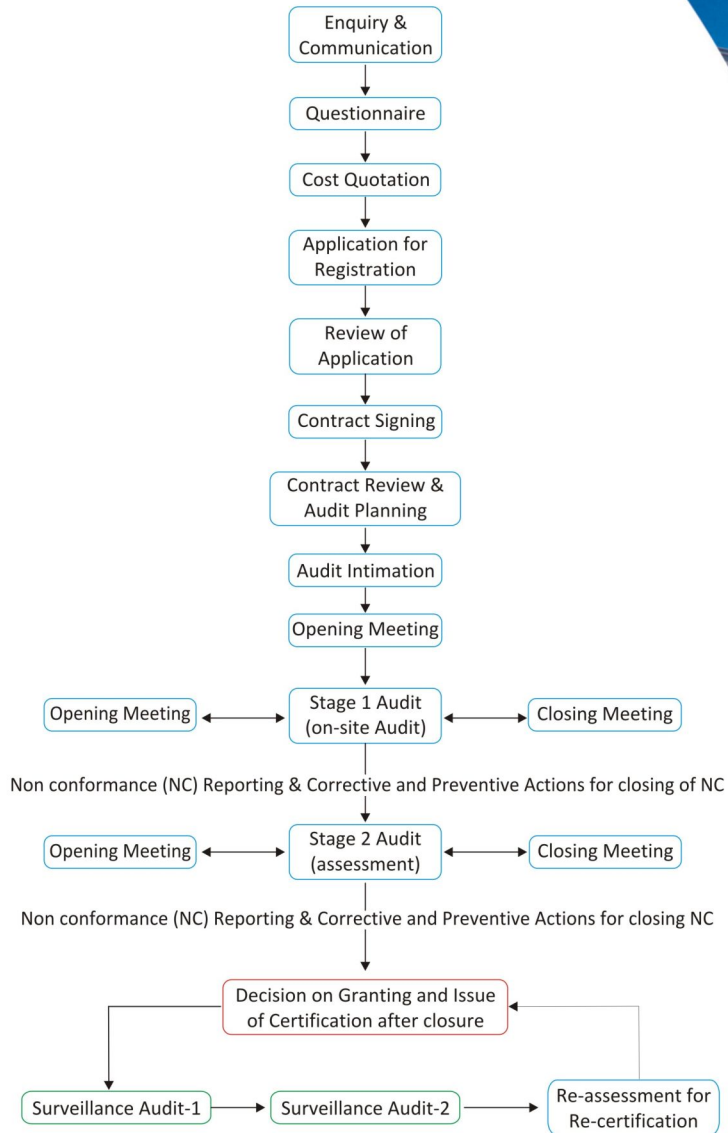 Enquiry &
Communication
Questionnaire
Cost Quotation
Application for
Registration
Review of
Application
Contract Signing
Contract Review &
Audit Planning
Audit Intimation
Opening Meeting
Opening Meeting
Stage 1 Audit
(on-site Audit)
Closing Meeting
Non conformance (NC) Reporting & Corrective and Preventive Actions for closing of NC
Opening Meeting
Stage 2 Audit
(assessment)
Closing Meeting
Non conformance (NC) Reporting & Corrective and Preventive Actions for closing NC
Decision on Granting and Issue
of Certification after closure
Surveillance Audit-1
Surveillance Audit-2
Re-assessment for
Re-certification